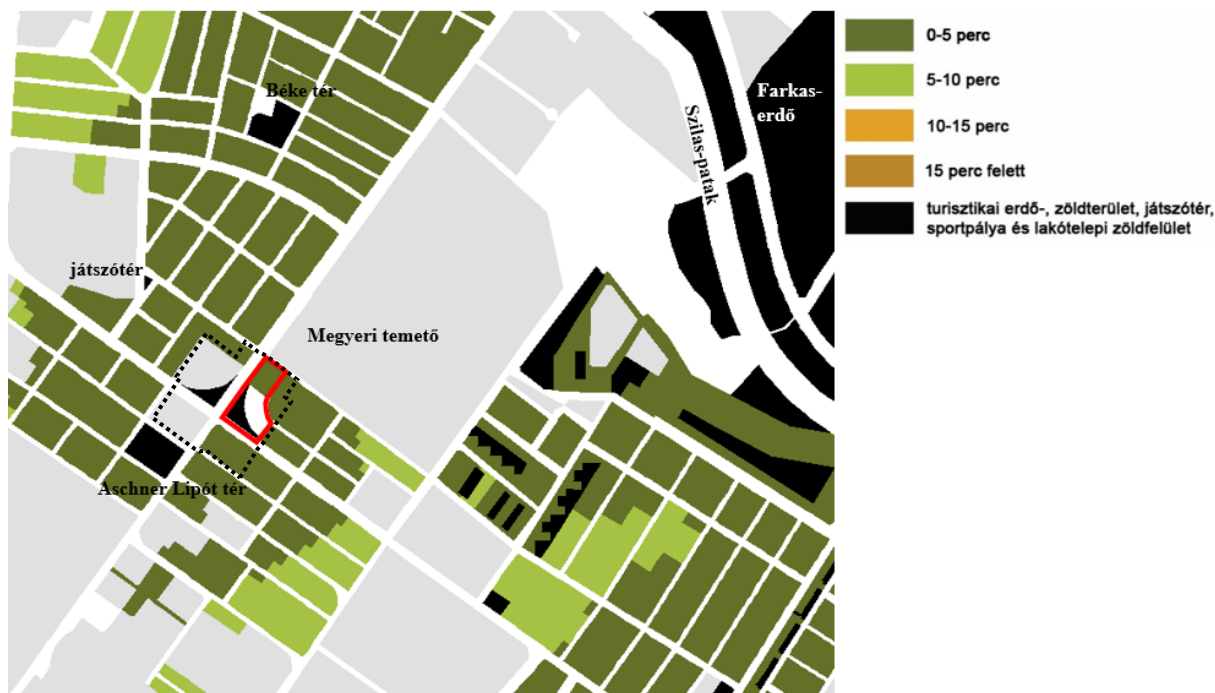 Béke tér
Farkas-
erdő
Szilas-patak
játszótér
Megyeri temető
Aschner Lipót tér
0-5 perc
5-10 perc
10-15 perc
15 perc felett
turisztikai erdő-, zöldterület, játszótér,
sportpálya és lakótelepi zöldfelület